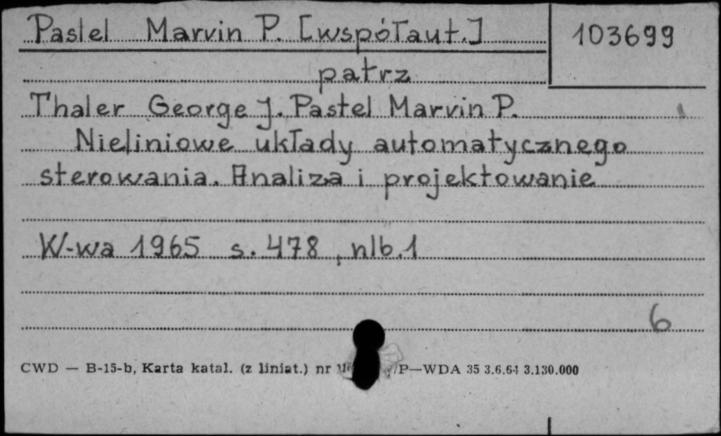 Pastel Marvin P. [współaut.] 103699
patrz
Thaler George J. Pastel Marvin P.
Nieliniowe układy automatycznego
sterowania. Analiza i projektowanie
W-wa 1965 s. 478, nlb. 1
6
CWD — B-15-b, Karta katal. (z liniat.) nr /P—WDA 35 3.6.64 3.130.000